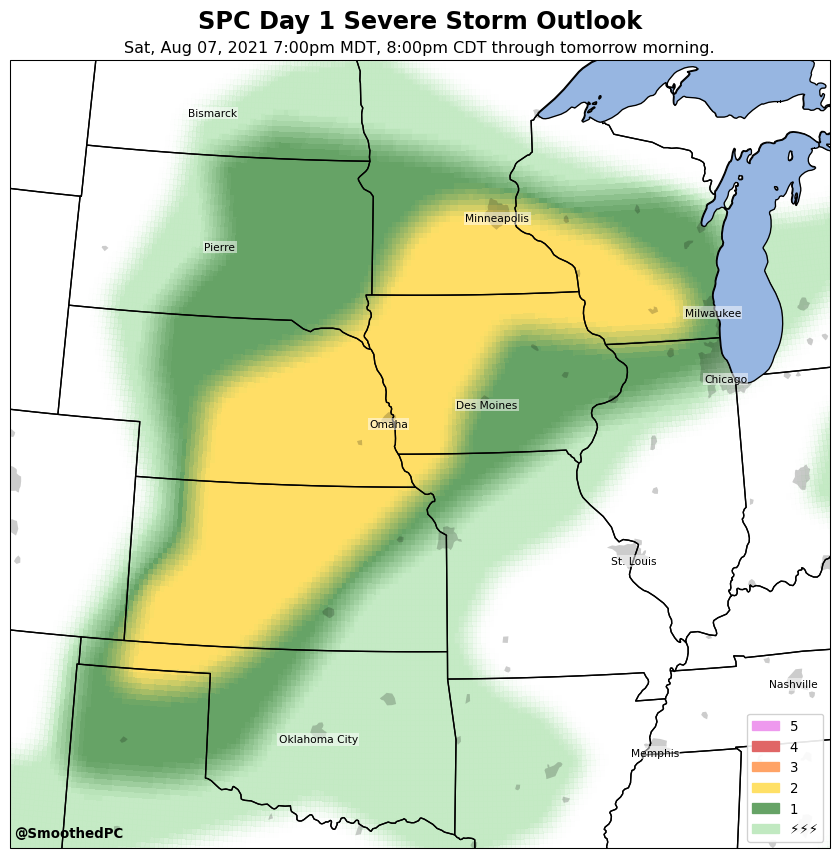 SPC Day 1 Severe Storm Outlook
Sat, Aug 07, 2021 7:00pm MDT, 8:00pm CDT through tomorrow morning.
Bismarck
Minneapolis
Pierre
Milwaukee
Chicago
Des Moines
Omaha
St. Louis
Nashville
Oklahoma City
Memphis
5
4
3
2
1
⚡⚡⚡
@SmoothedPC